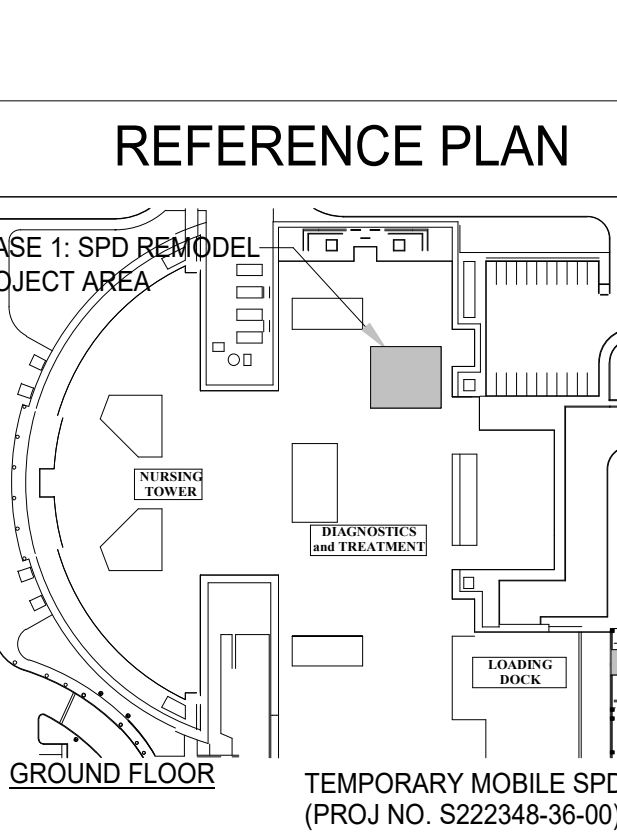 REFERENCE PLAN
ASE 1: SPD REMODEL
OJECT AREA
NURSING
TOWER
DIAGNOSTICS
and TREATMENT
LOADING
DOCK
GROUND FLOOR
TEMPORARY MOBILE SPD
(PROJ NO. S222348-36-00)